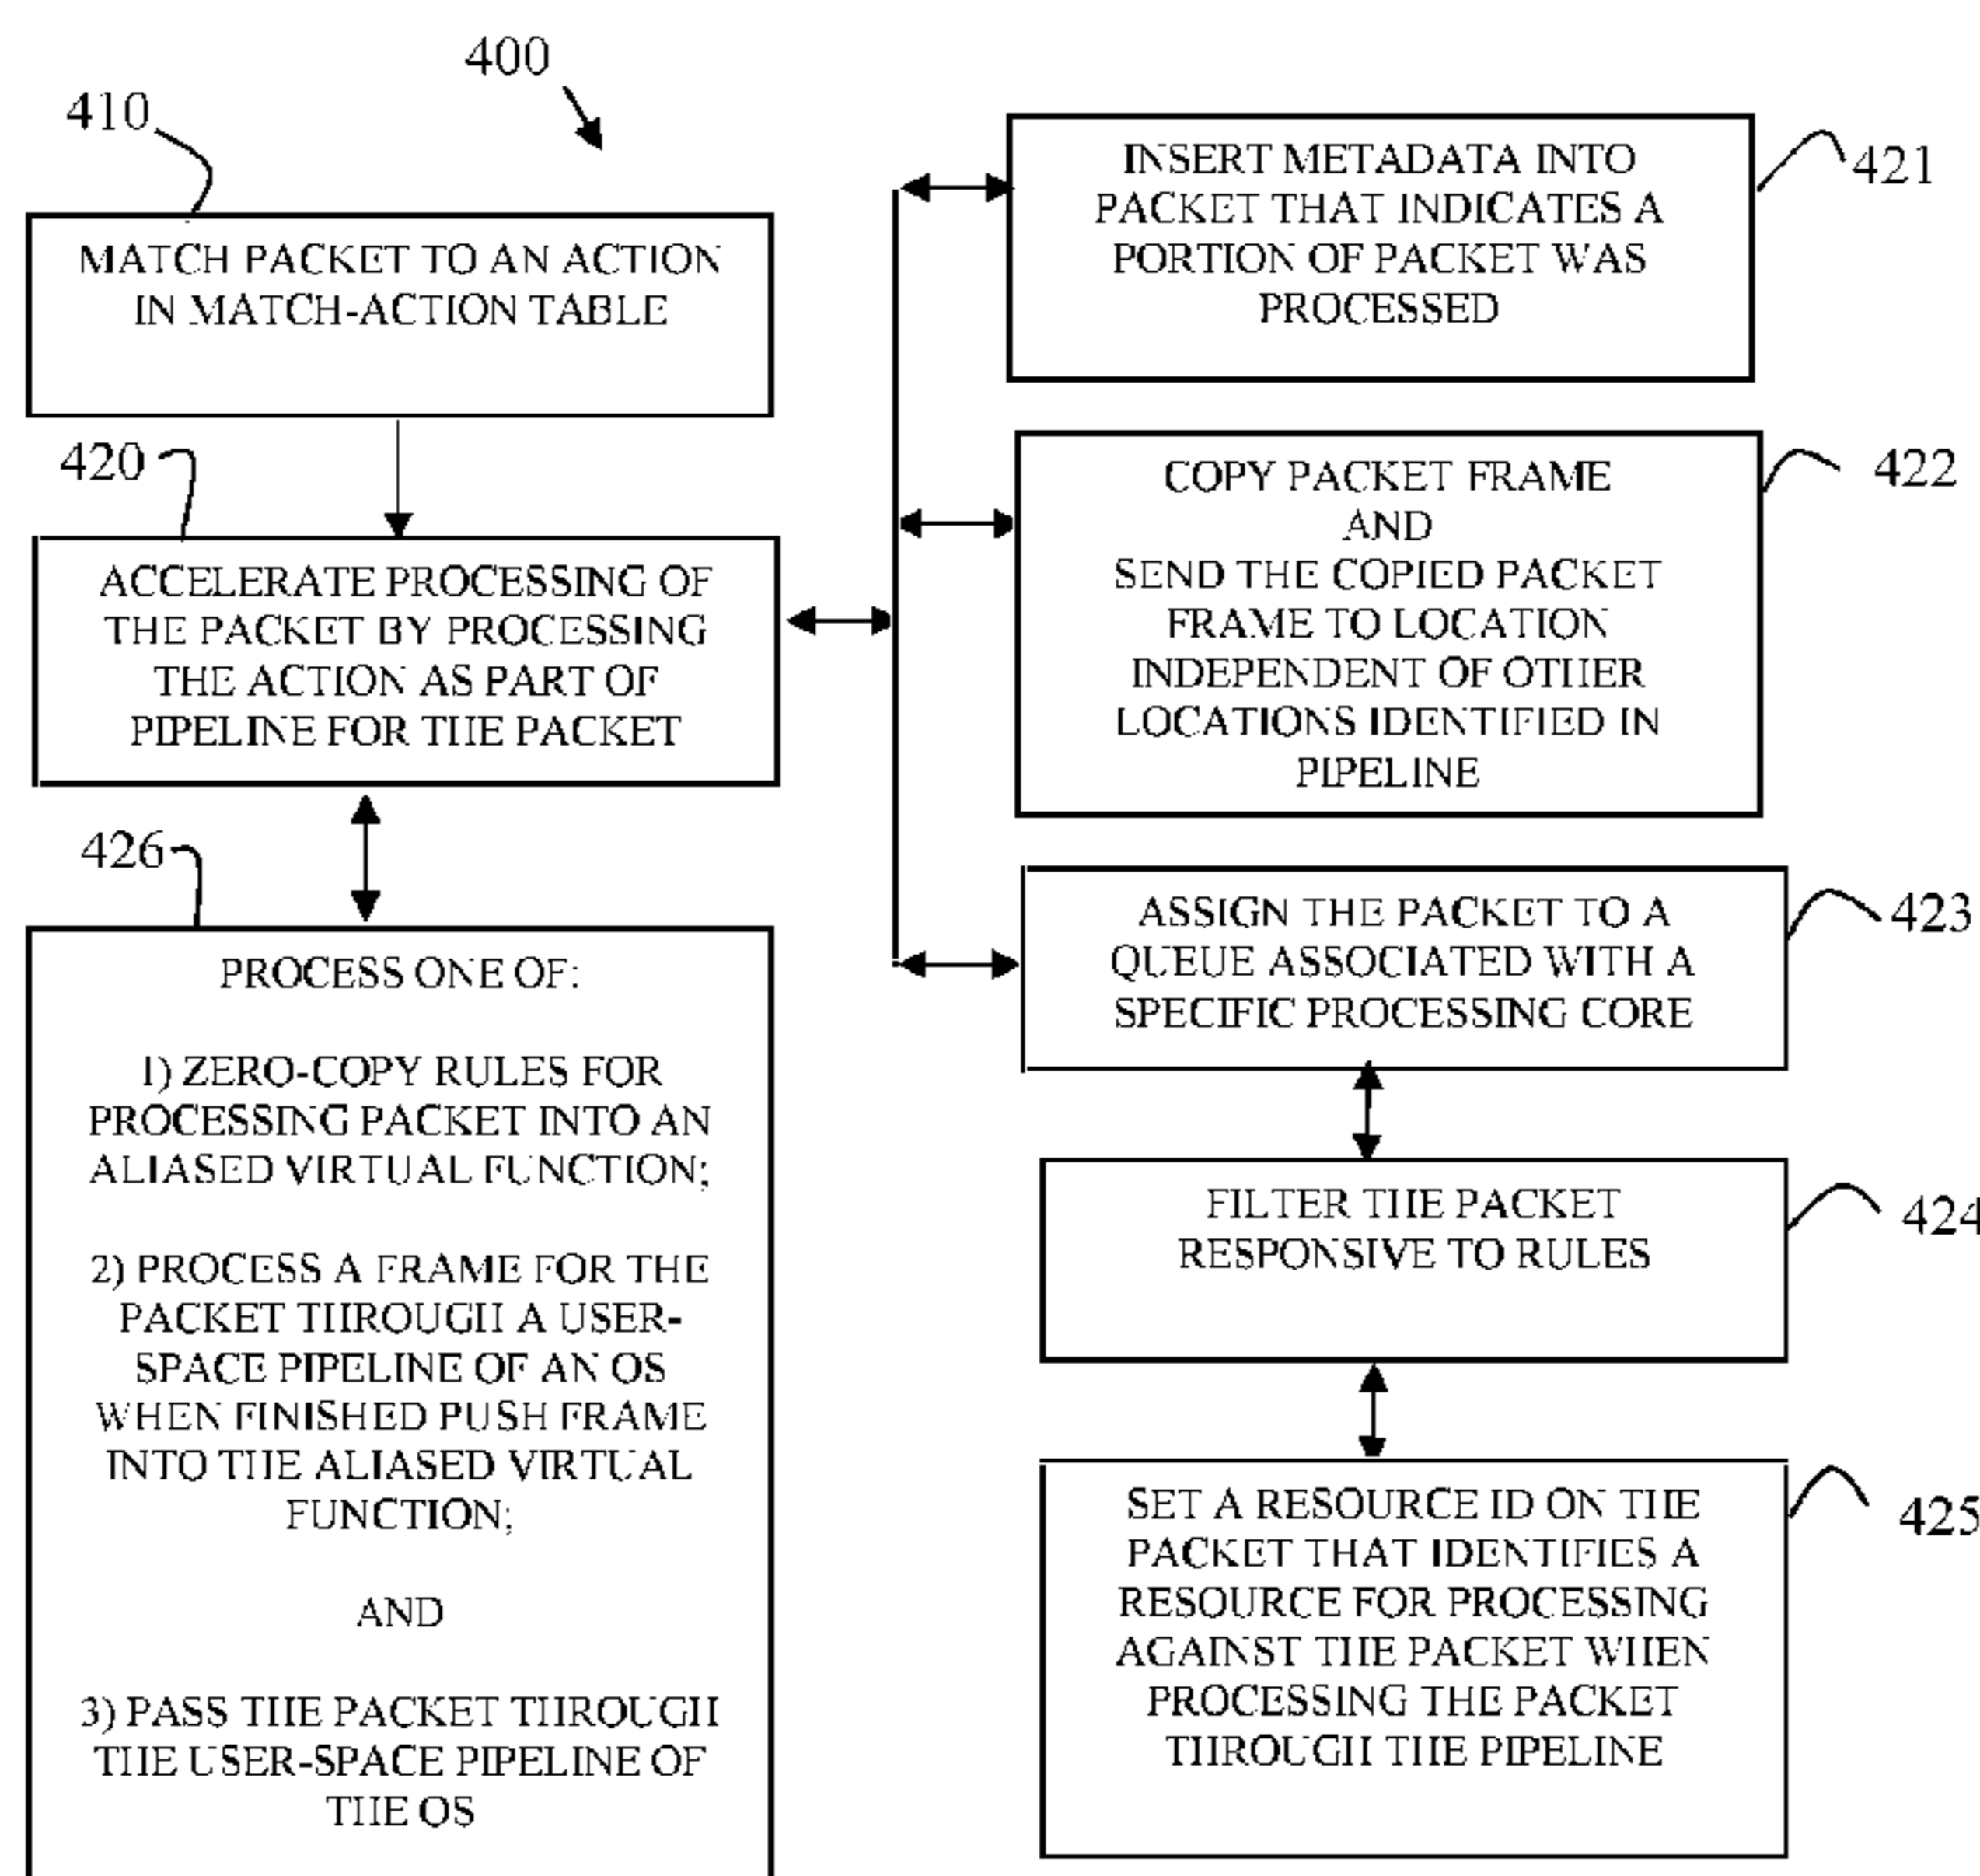 400
410
MATCH PACKET TO AN ACTION
IN MATCH-ACTION TABLE
420
ACCELERATE PROCESSING OF
THE PACKET BY PROCESSING
THE ACTION AS PART OF
PIPELINE FOR THE PACKET
426
PROCESS ONE OF:
1) ZERO-COPY RULES FOR
PROCESSING PACKET INTO AN
ALIASED VIRTUAL FUNCTION;
2) PROCESS A FRAME FOR THE
PACKET THROUGH A USER-
SPACE PIPELINE OF AN OS
WHEN FINISHED PUSH FRAME
INTO THE ALIASED VIRTUAL
FUNCTION;
AND
3) PASS THE PACKET THROUGH
THE USER-SPACE PIPELINE OF
THE OS
421
INSERT METADATA INTO
PACKET THAT INDICATES A
PORTION OF PACKET WAS
PROCESSED
422
COPY PACKET FRAME
AND
SEND THE COPIED PACKET
FRAME TO LOCATION
INDEPENDENT OF OTHER
LOCATIONS IDENTIFIED IN
PIPELINE
423
ASSIGN THE PACKET TO A
QUEUE ASSOCIATED WITH A
SPECIFIC PROCESSING CORE
424
FILTER THE PACKET
RESPONSIVE TO RULES
425
SET A RESOURCE ID ON THE
PACKET THAT IDENTIFIES A
RESOURCE FOR PROCESSING
AGAINST THE PACKET WHEN
PROCESSING THE PACKET
THROUGH THE PIPELINE